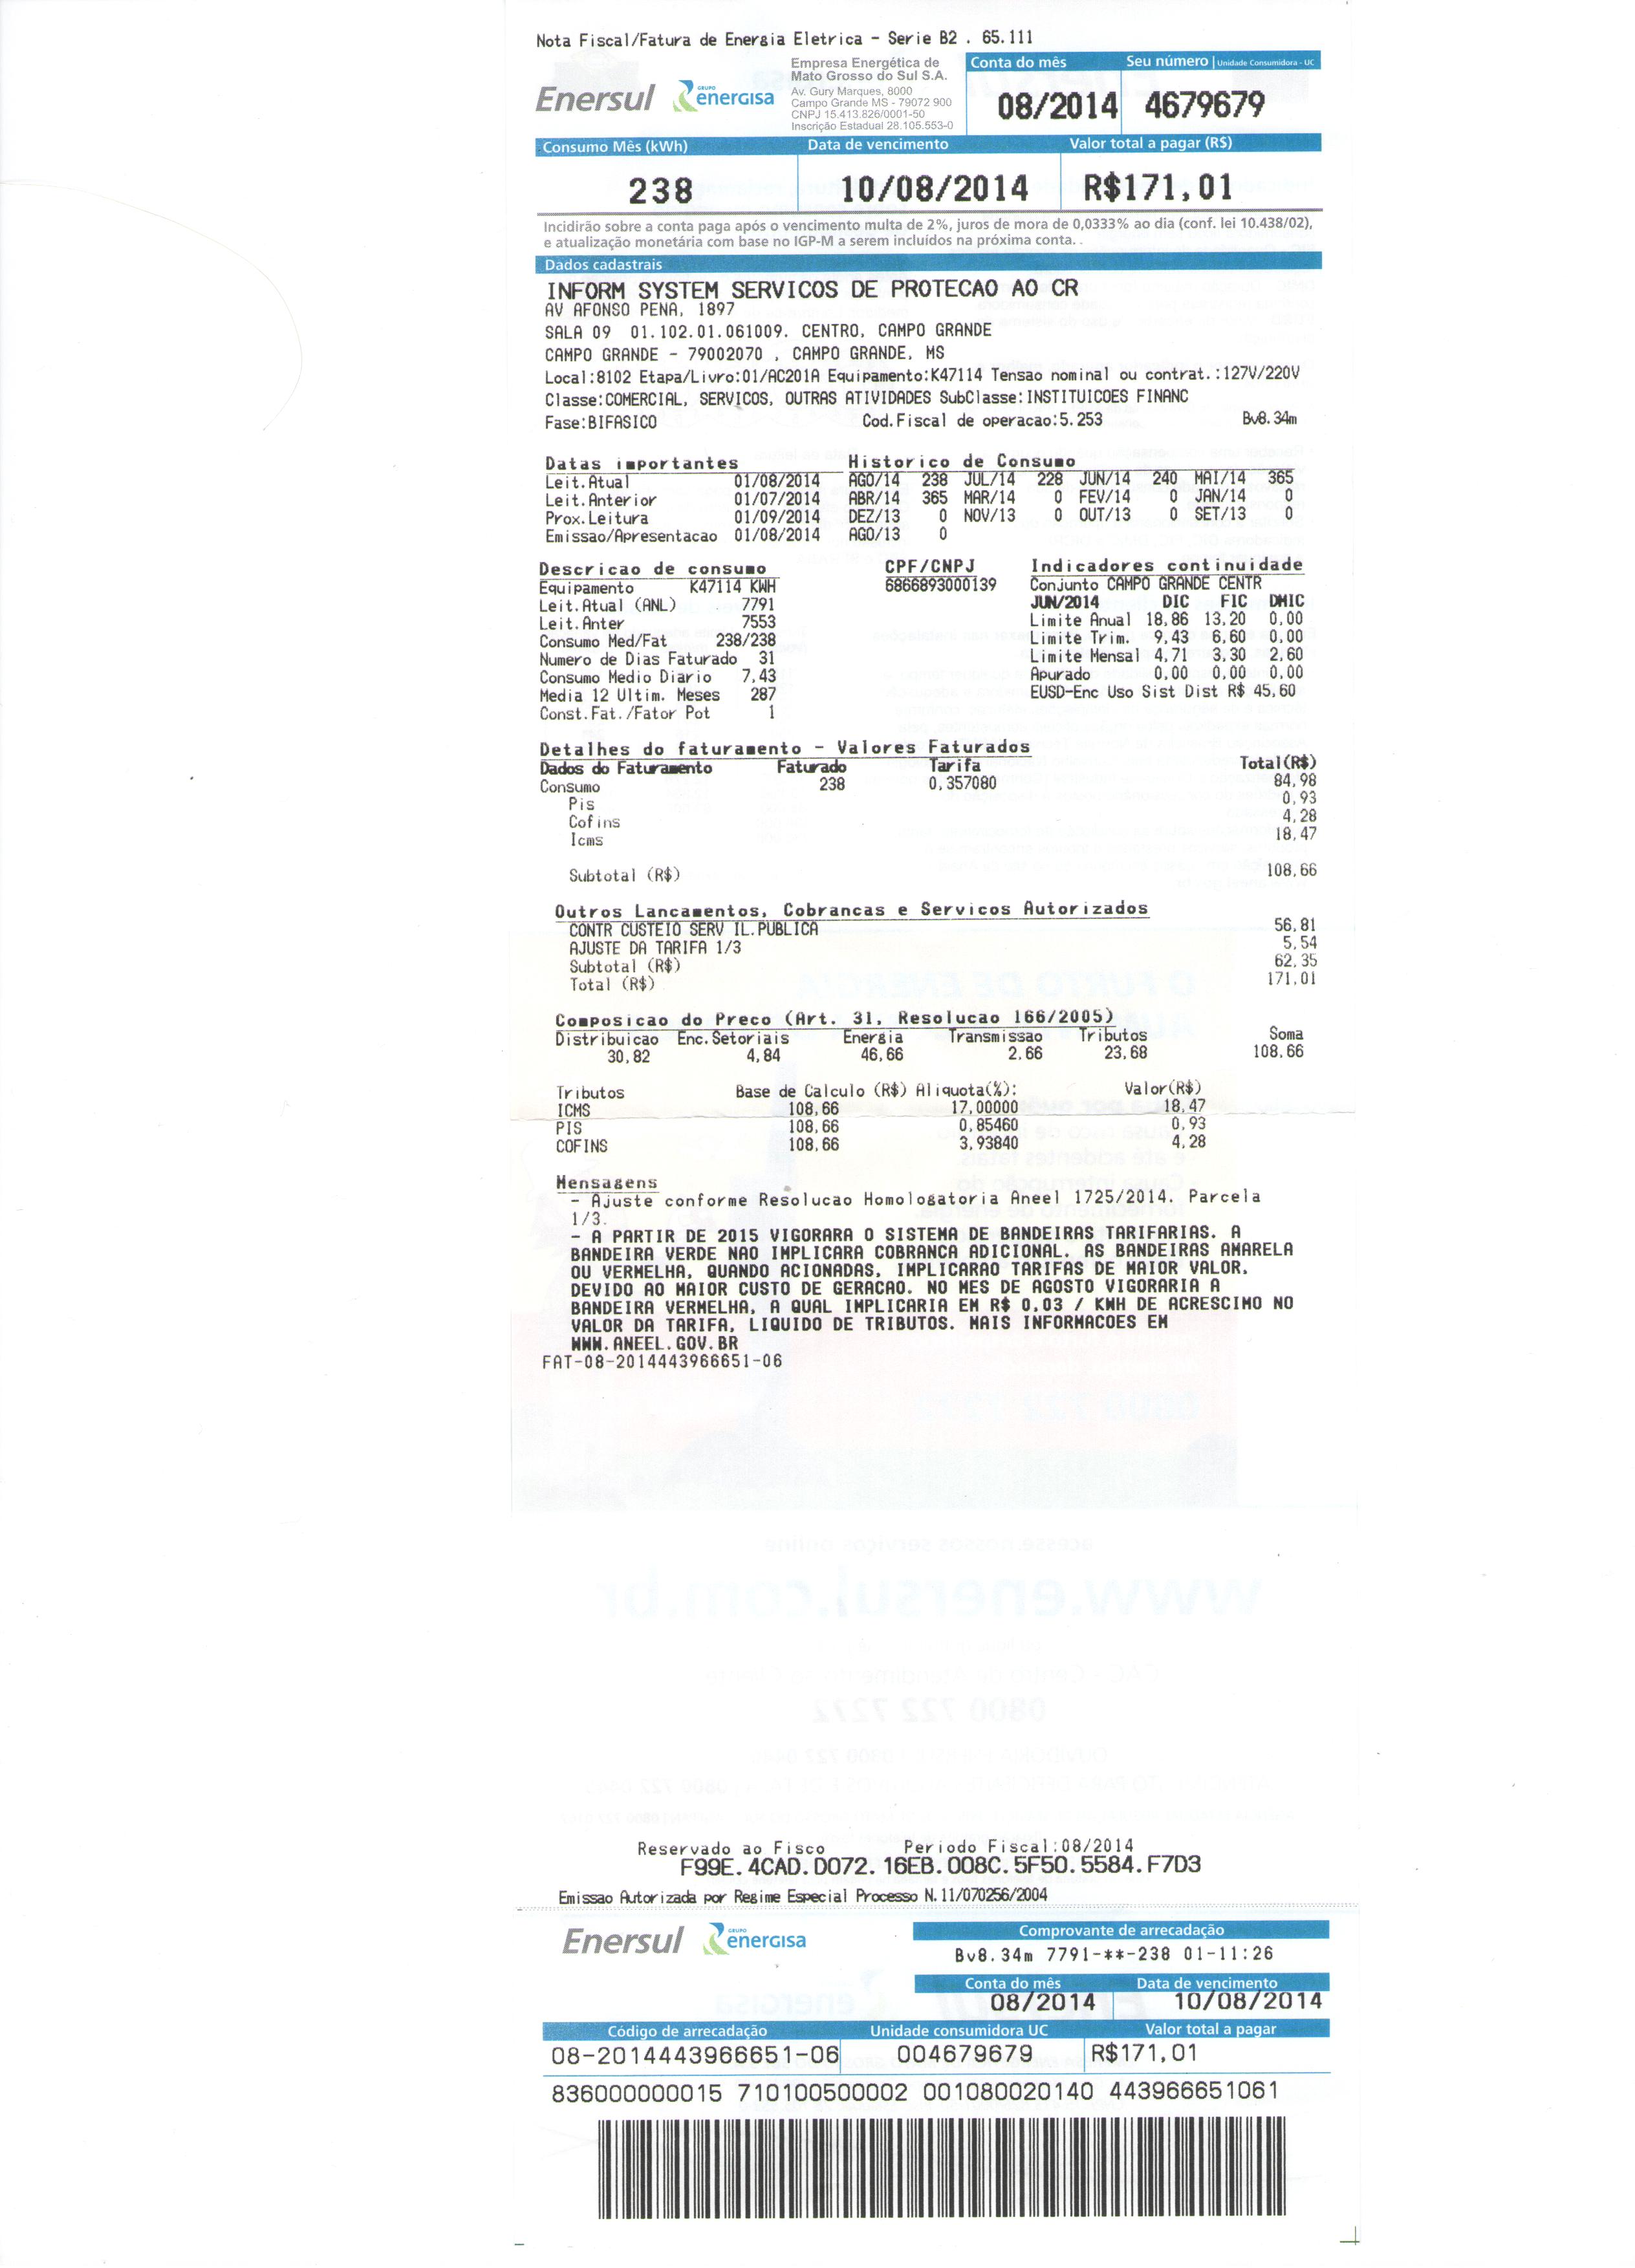 Nota Fiscal/Fatura de Energia Eletrica - Serie B2 . 65.111
Enersul GRUPO energisa
Empresa Energética de
Mato Grosso do Sul S.A.
Av. Gury Marques, 8000
Campo Grande MS - 79072 900
CNPJ 15.413.826/0001-50
Inscrição Estadual 28.105.553-0
Conta do mês Seu número | Unidade Consumidora - UC
08/2014 4679679
Consumo Mês (kWh) Data de vencimento Valor total a pagar (R$)
238 10/08/2014 R$171,01
Incidirão sobre a conta paga após o vencimento multa de 2%, juros de mora de 0,0333% ao dia (conf. lei 10.438/02),
e atualização monetária com base no IGP-M a serem incluídos na próxima conta. .
Dados cadastrais
INFORM SYSTEM SERVICOS DE PROTECAO AO CR
AV AFONSO PENA, 1897
SALA 09 01.102.01.061009. CENTRO, CAMPO GRANDE
CAMPO GRANDE - 79002070 , CAMPO GRANDE, MS
Local:8102 Etapa/Livro:01/AC201A Equipamento:K47114 Tensao nominal ou contrat.:127V/220V
Classe:COMERCIAL, SERVICOS, OUTRAS ATIVIDADES SubClasse:INSTITUICOES FINANC
Fase:BIFASICO Cod.Fiscal de operacao:5.253 Bv8.34m
Datas importantes Historico de Consumo
Leit.Atual 01/08/2014 AGO/14 238 JUL/14 228 JUN/14 240 MAI/14 365
Leit.Anterior 01/07/2014 ABR/14 365 MAR/14 0 FEV/14 0 JAN/14 0
Prox.Leitura 01/09/2014 DEZ/13 0 NOV/13 0 OUT/13 0 SET/13 0
Emissao/Apresentacao 01/08/2014 AGO/13 0
Descricao de consumo CPF/CNPJ Indicadores continuidade
Equipamento K47114 KWH 6866893000139 Conjunto CAMPO GRANDE CENTR
Leit.Atual (ANL) 7791 JUN/2014 DIC FIC DMIC
Leit.Anter 7553 Limite Anual 18,86 13,20 0,00
Consumo Med/Fat 238/238 Limite Trim. 9,43 6,60 0,00
Numero de Dias Faturado 31 Limite Mensal 4,71 3,30 2,60
Consumo Medio Diario 7,43 Apurado 0,00 0,00 0,00
Media 12 Ultim. Meses 287 EUSD-Enc Uso Sist Dist R$ 45,60
Const.Fat./Fator Pot 1
Detalhes do faturamento - Valores Faturados
Dados do Faturamento Faturado Tarifa Total(R$)
Consumo 238 0,357080 84,98
Pis 0,93
Cofins 4,28
Icms 18,47
Subtotal (R$) 108,66
Outros Lancamentos, Cobrancas e Servicos Autorizados
CONTR CUSTEIO SERV IL.PUBLICA 56,81
AJUSTE DA TARIFA 1/3 5,54
Subtotal (R$) 62,35
Total (R$) 171,01
Composicao do Preco (Art. 31, Resolucao 166/2005)
Distribuicao Enc.Setoriais Energia Transmissao Tributos Soma
30,82 4,84 46,66 2,66 23,68 108,66
Tributos Base de Calculo (R$) Aliquota(%): Valor(R$)
ICMS 108,66 17,00000 18,47
PIS 108,66 0,85460 0,93
COFINS 108,66 3,93840 4,28
Mensagens
- Ajuste conforme Resolucao Homologatoria Aneel 1725/2014. Parcela
1/3.
- A PARTIR DE 2015 VIGORARA O SISTEMA DE BANDEIRAS TARIFARIAS. A
BANDEIRA VERDE NAO IMPLICARA COBRANCA ADICIONAL. AS BANDEIRAS AMARELA
OU VERMELHA, QUANDO ACIONADAS, IMPLICARAO TARIFAS DE MAIOR VALOR,
DEVIDO AO MAIOR CUSTO DE GERACAO. NO MES DE AGOSTO VIGORARIA A
BANDEIRA VERMELHA, A QUAL IMPLICARIA EM R$ 0,03 / KWH DE ACRESCIMO NO
VALOR DA TARIFA, LIQUIDO DE TRIBUTOS. MAIS INFORMACOES EM
WWW.ANEEL.GOV.BR
FAT-08-2014443966651-06
Reservado ao Fisco Periodo Fiscal:08/2014
F99E.4CAD.D072.16EB.008C.5F50.5584.F7D3
Emissao Autorizada por Regime Especial Processo N.11/070256/2004
Enersul GRUPO energisa
Comprovante de arrecadação
Bv8.34m 7791-**-238 01-11:26
Conta do mês Data de vencimento
08/2014 10/08/2014
Código de arrecadação Unidade consumidora UC Valor total a pagar
08-2014443966651-06 004679679 R$171,01
836000000015 710100500002 001080020140 443966651061